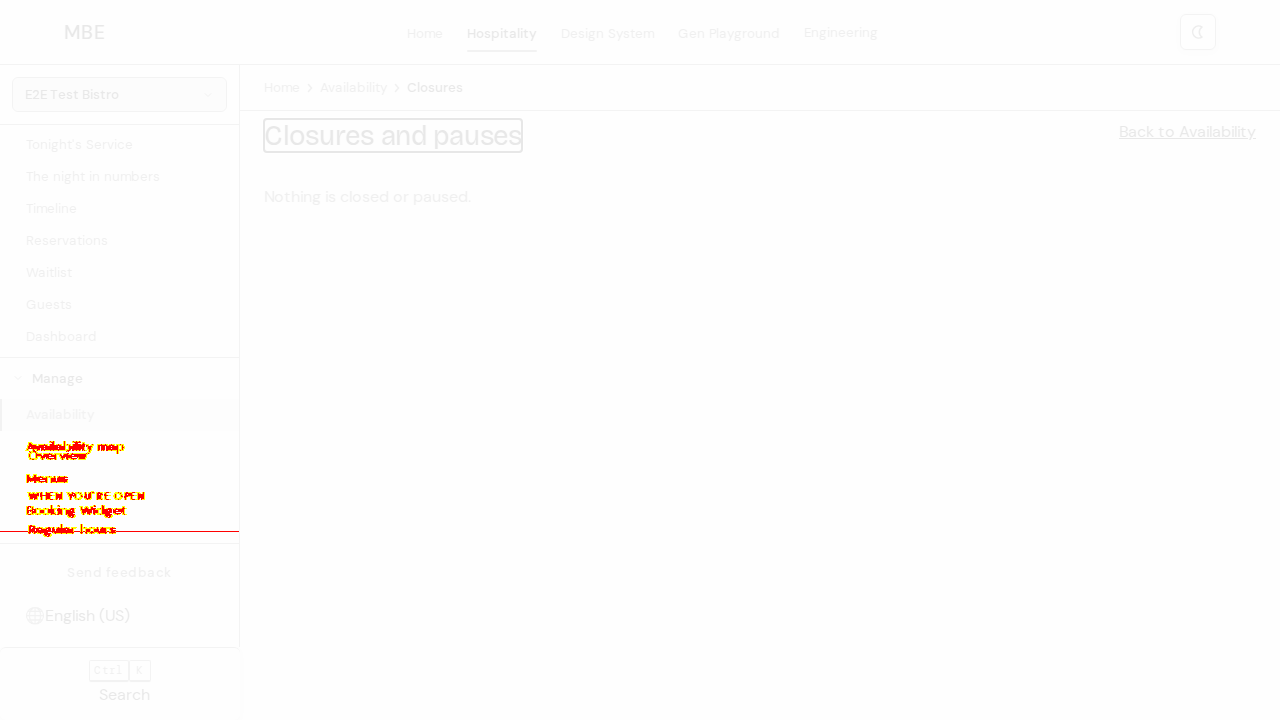 MBE
Home Hospitality Design System Gen Playground Engineering
E2E Test Bistro
Home Availability Closures
Closures and pauses
Back to Availability
Nothing is closed or paused.
Tonight's Service
The night in numbers
Timeline
Reservations
Waitlist
Guests
Dashboard
Manage
Availability
Availability map
Overview
Menus
WHEN YOU'RE OPEN
Booking Widget
Regular hours
Send feedback
English (US)
Ctrl K
Search